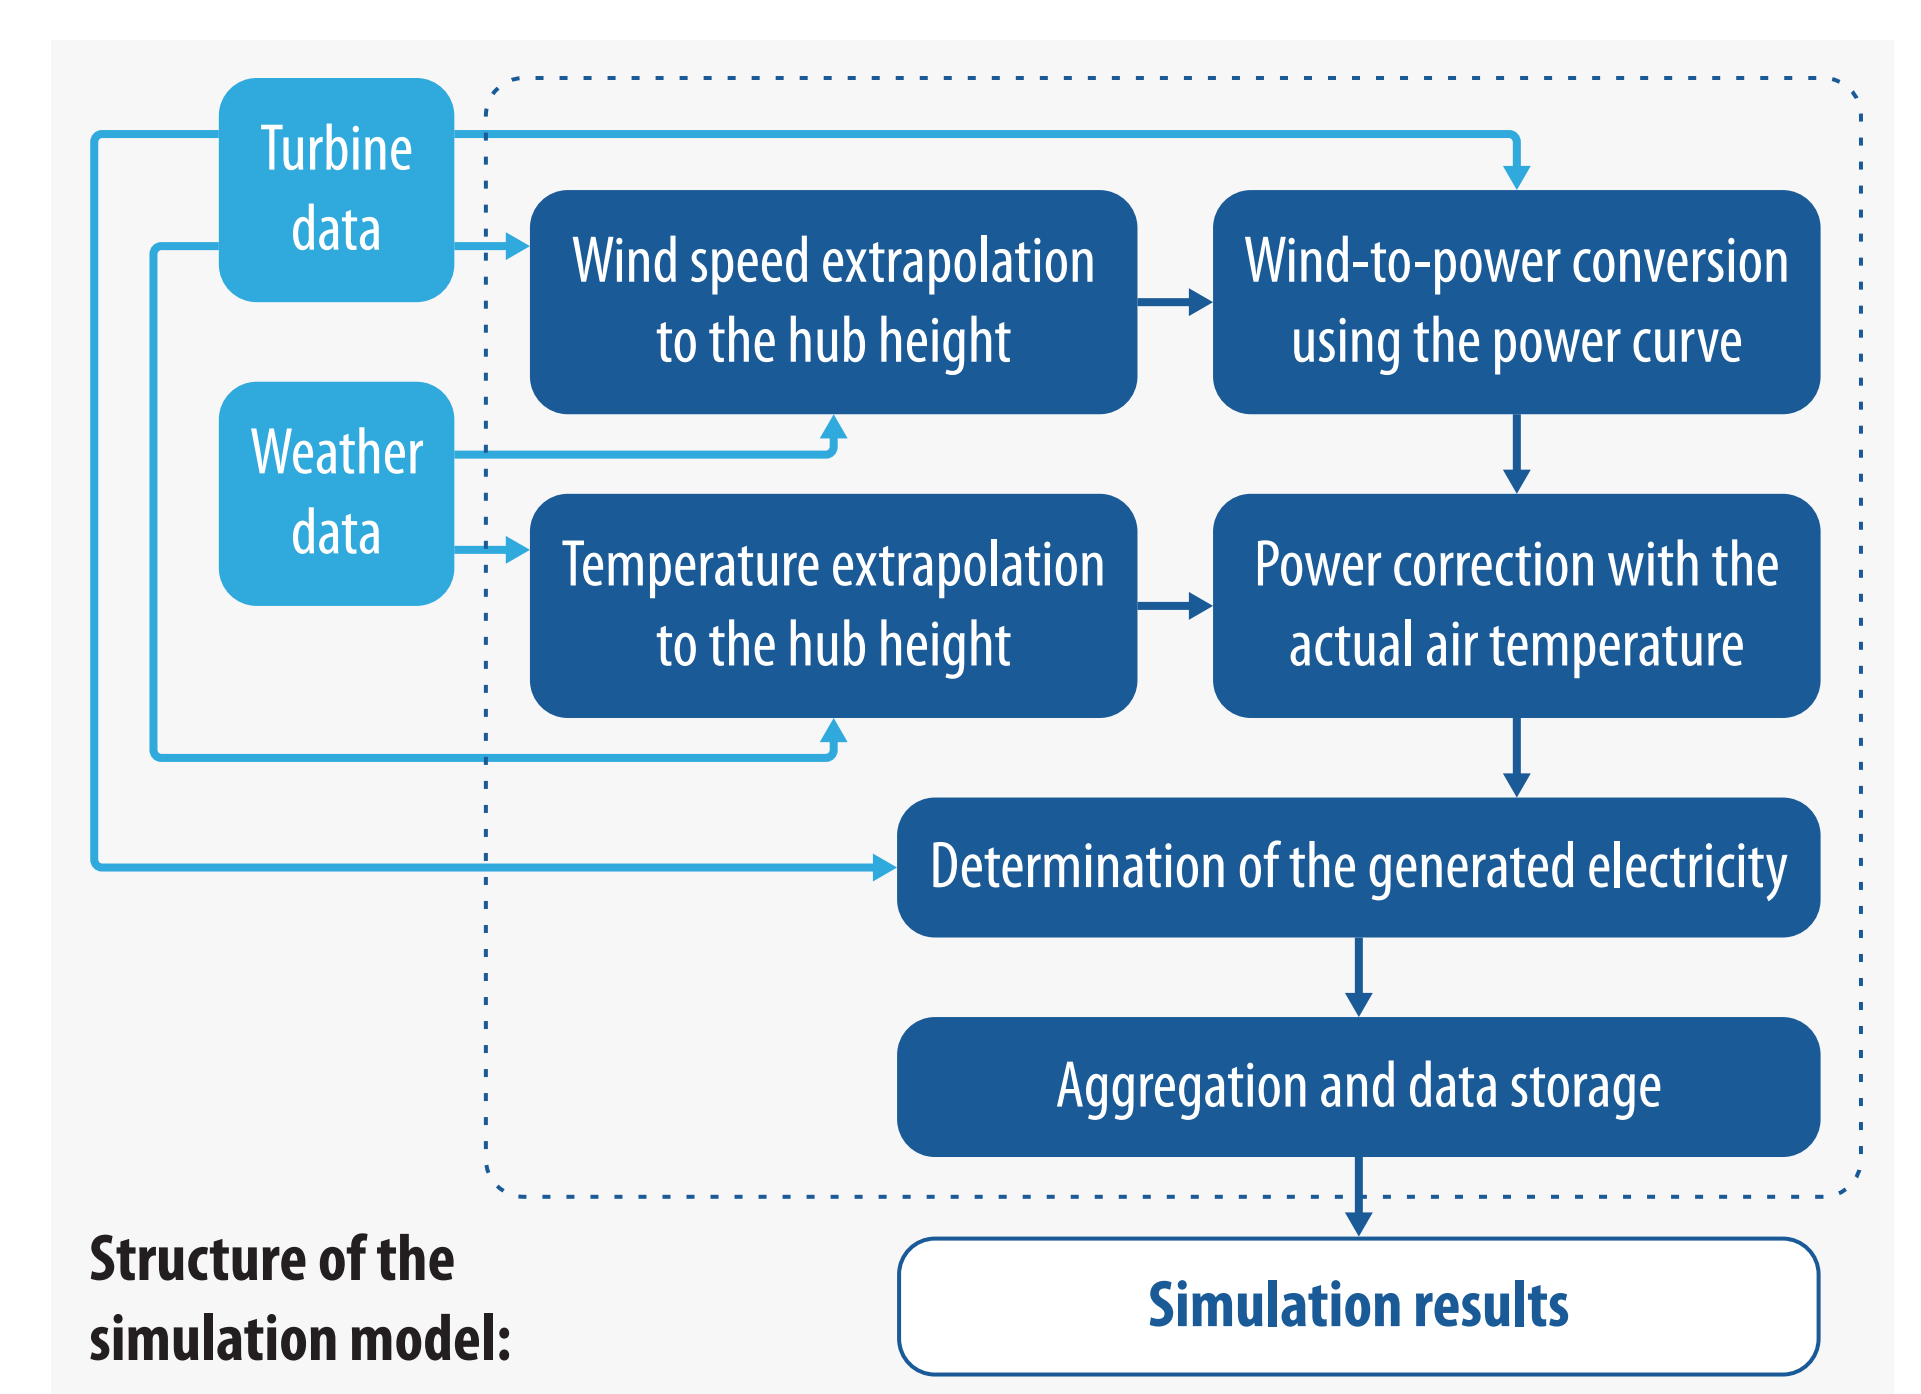 Turbine
data
Wind speed extrapolation
to the hub height
Wind-to-power conversion
using the power curve
Weather
data
Temperature extrapolation
to the hub height
Power correction with the
actual air temperature
Determination of the generated electricity
Aggregation and data storage
Structure of the
simulation model:
Simulation results